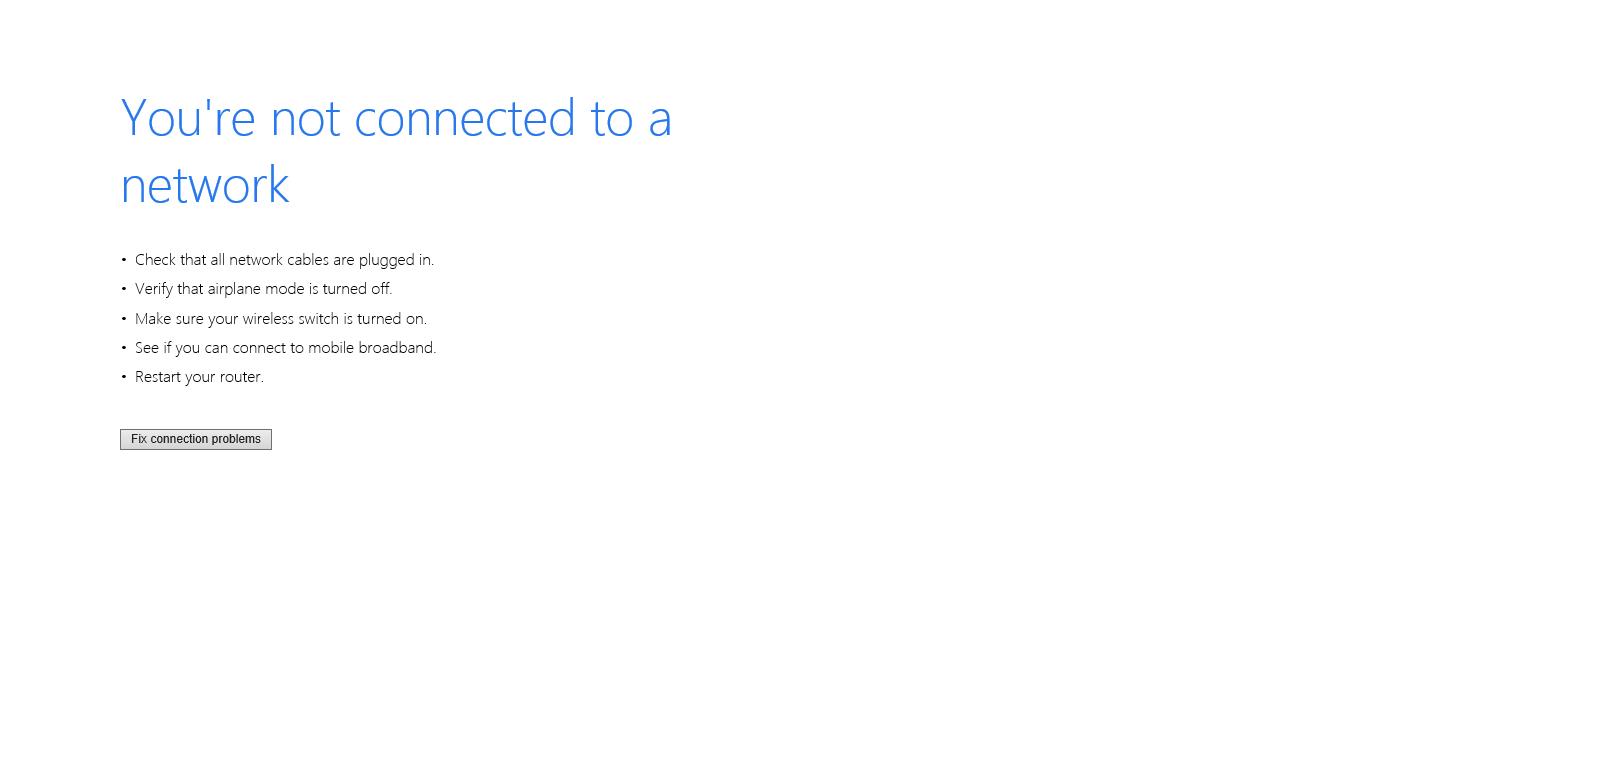 You're not connected to a
network
• Check that all network cables are plugged in.
• Verify that airplane mode is turned off.
• Make sure your wireless switch is turned on.
• See if you can connect to mobile broadband.
• Restart your router.
Fix connection problems